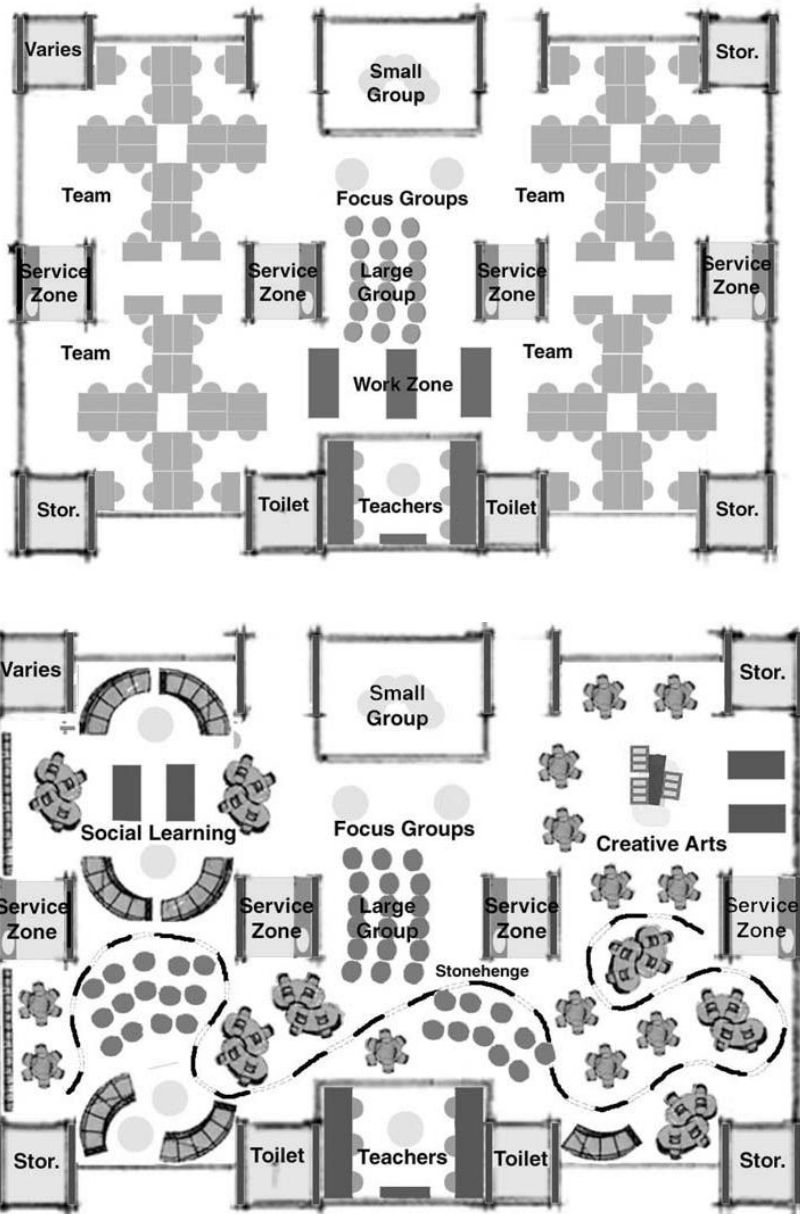 Varies
Small
Group
Stor.
Team
Focus Groups
Team
Service
Zone
Service
Zone
Large
Group
Service
Zone
Service
Zone
Team
Team
Work Zone
Stor.
Toilet
Teachers
Toilet
Stor.
Varies
Small
Group
Stor.
Social Learning
Focus Groups
Creative Arts
Service
Zone
Service
Zone
Large
Group
Service
Zone
Service
Zone
Stonehenge
Stor.
Toilet
Teachers
Toilet
Stor.